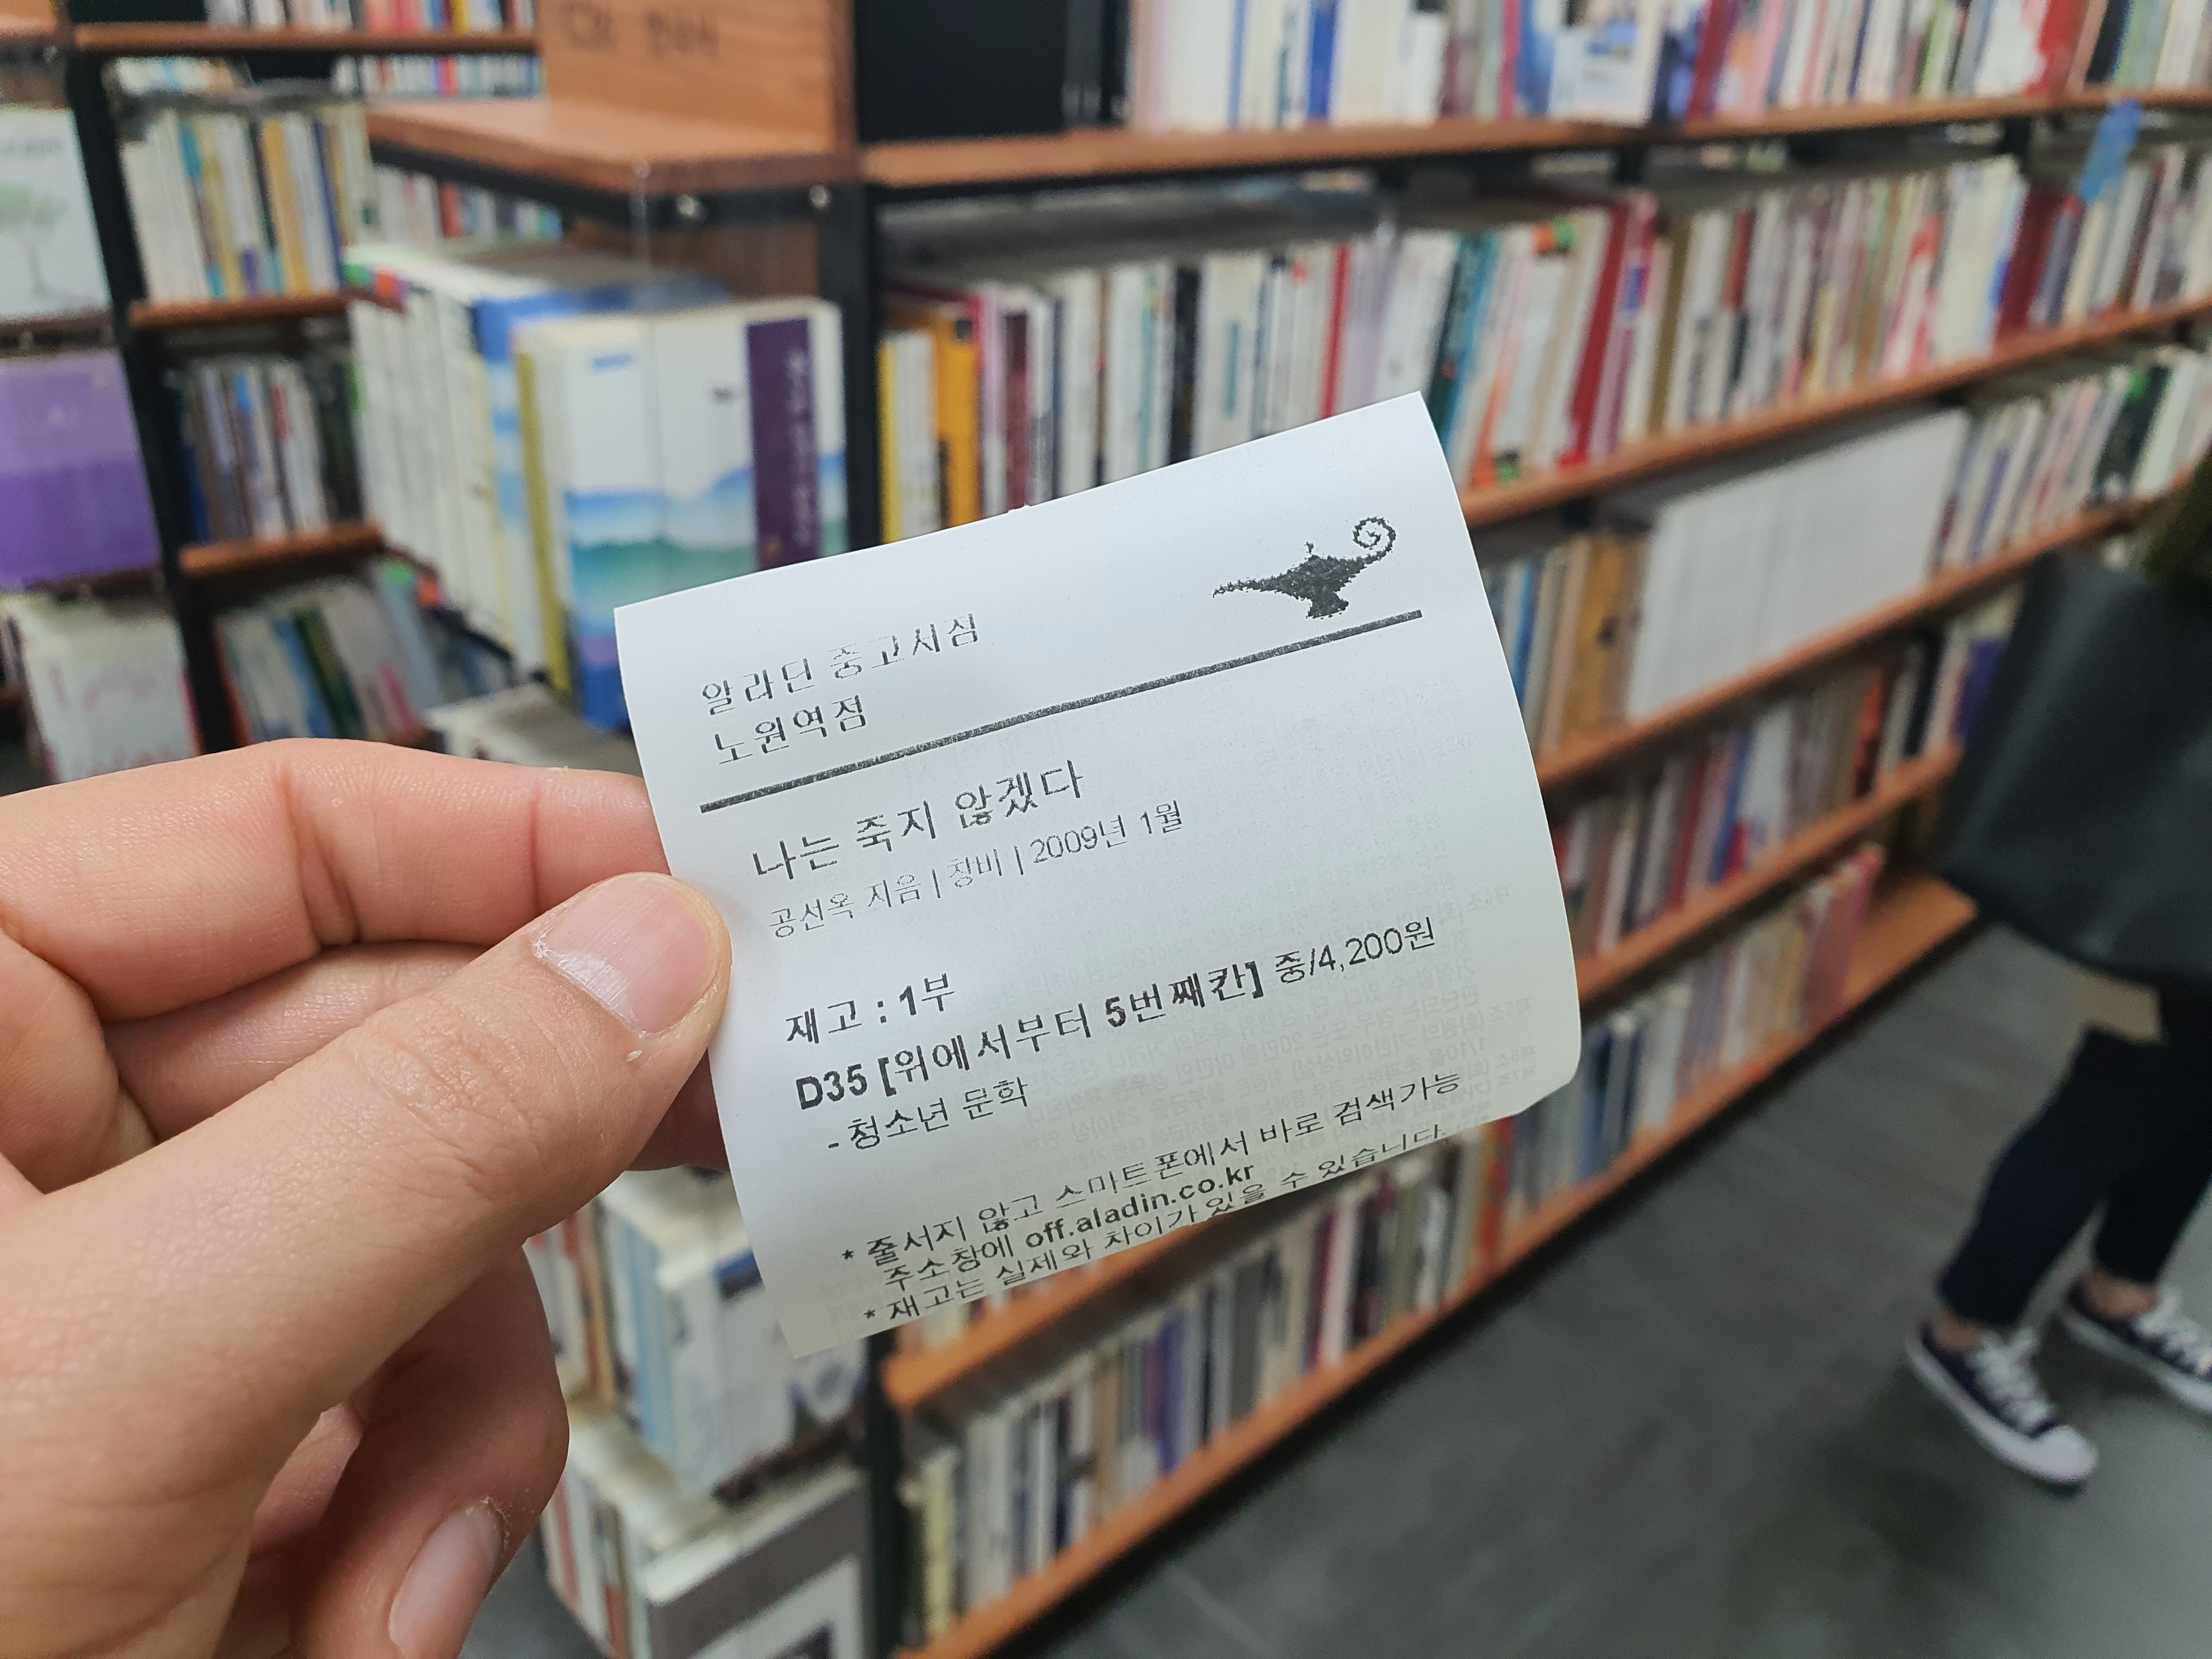 알라딘 중고서점
노원역점
나는 죽지 않겠다
공선옥 지음 | 창비 | 2009년 1월
재고 : 1부
D35 [위에서부터 5번째칸] 중/4,200원
- 청소년 문학
* 줄서지 않고 스마트폰에서 바로 검색가능
주소창에 off.aladin.co.kr
* 재고는 실제와 차이가 있을 수 있습니다.